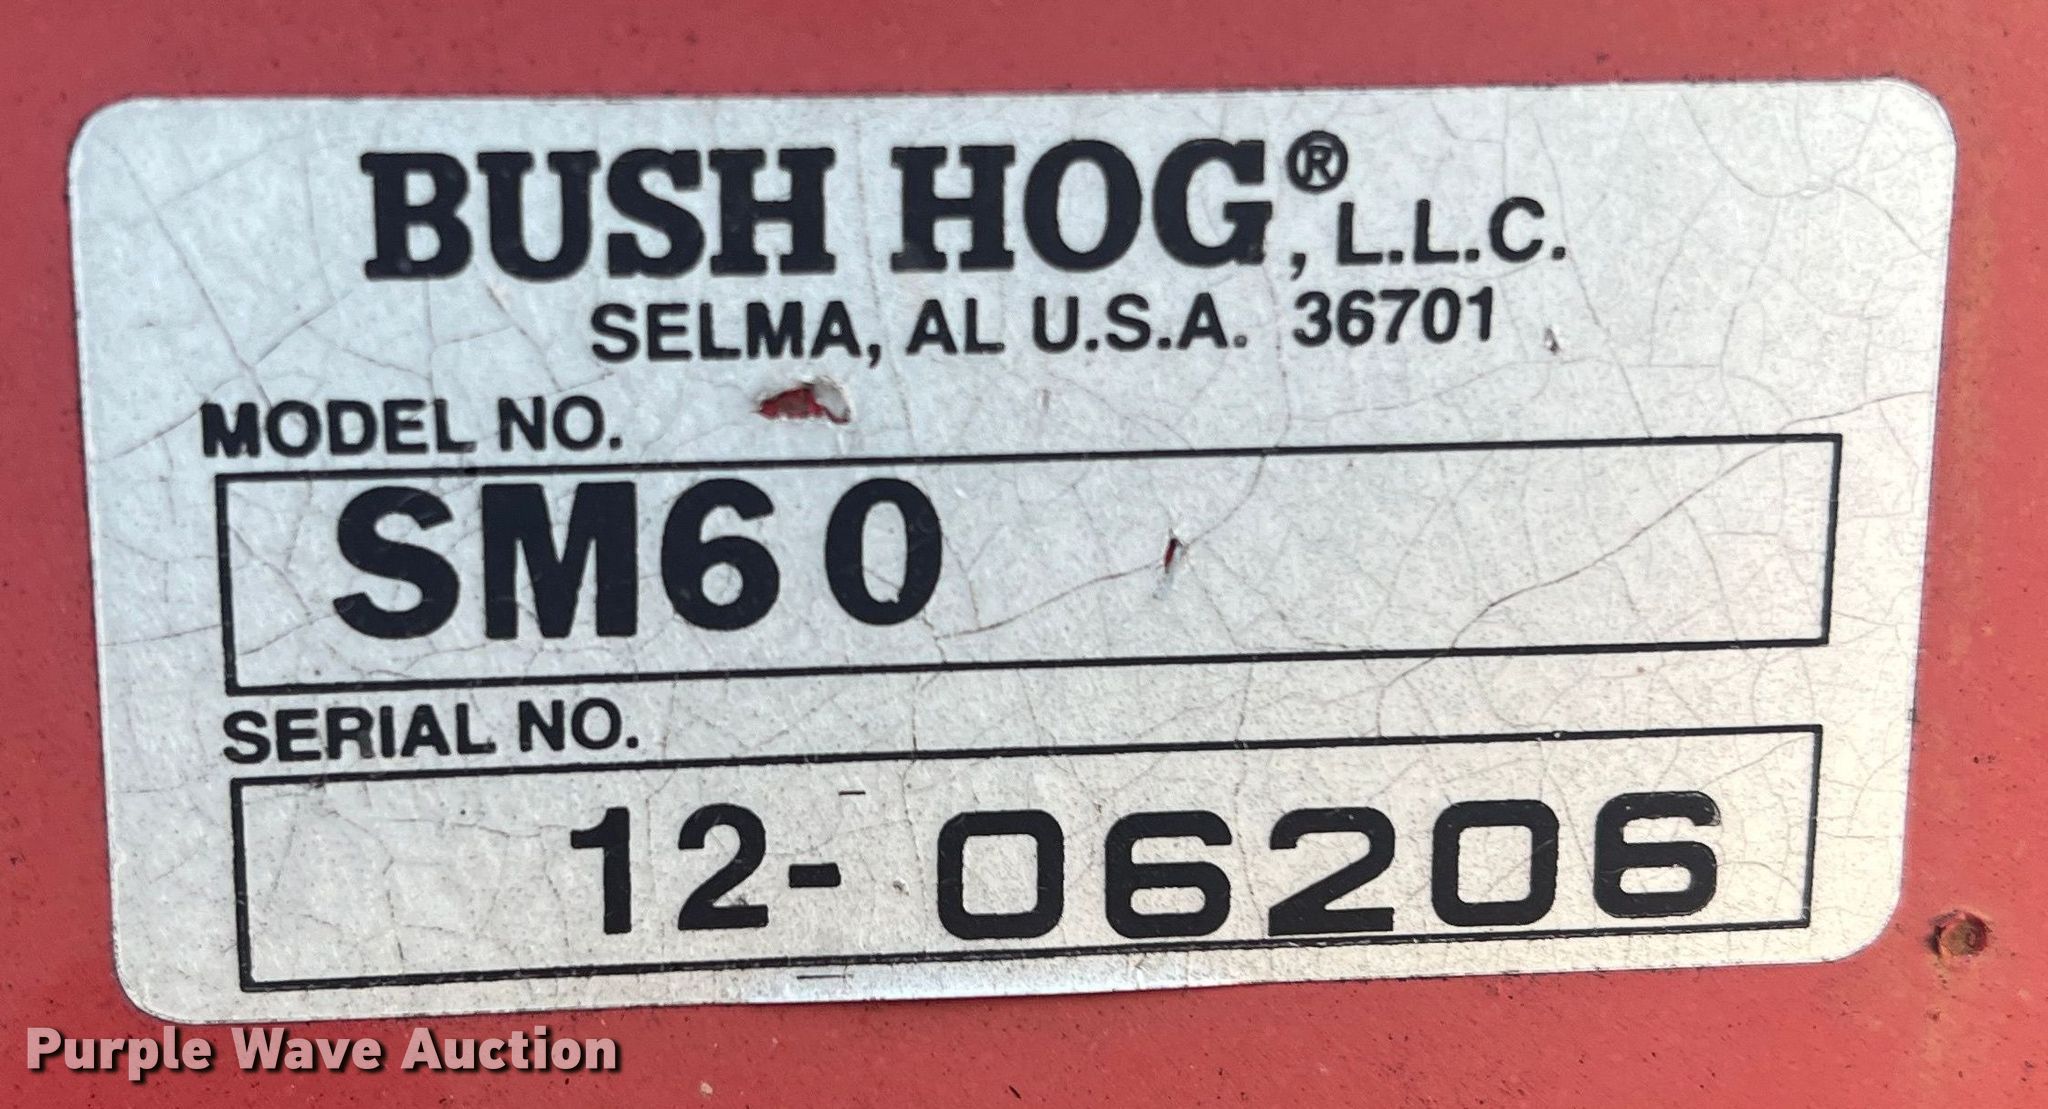 BUSH HOG®, L.L.C.
SELMA, AL U.S.A. 36701
MODEL NO.
SM60
SERIAL NO.
12-06206
Purple Wave Auction